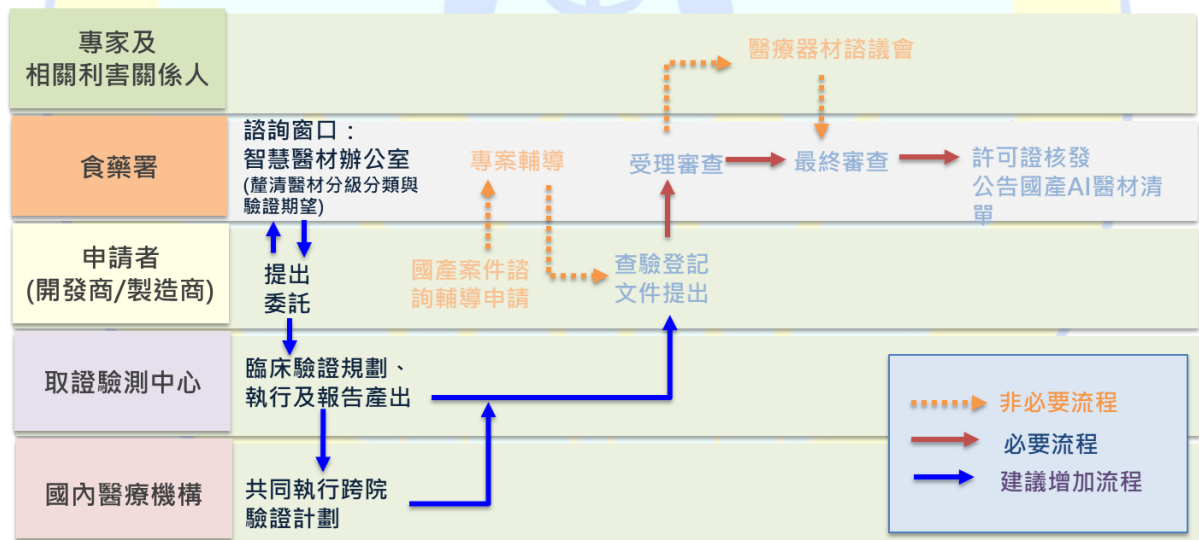 專家及
相關利害關係人
醫療器材諮議會
食藥署
諮詢窗口：
智慧醫材辦公室
(釐清醫材分級分類與
驗證期望)
專案輔導
受理審查
最終審查
許可證核發
公告國產AI醫材清
單
申請者
(開發商/製造商)
提出
委託
國產案件諮
詢輔導申請
查驗登記
文件提出
取證驗測中心
臨床驗證規劃、
執行及報告產出
國內醫療機構
共同執行跨院
驗證計劃
非必要流程
必要流程
建議增加流程